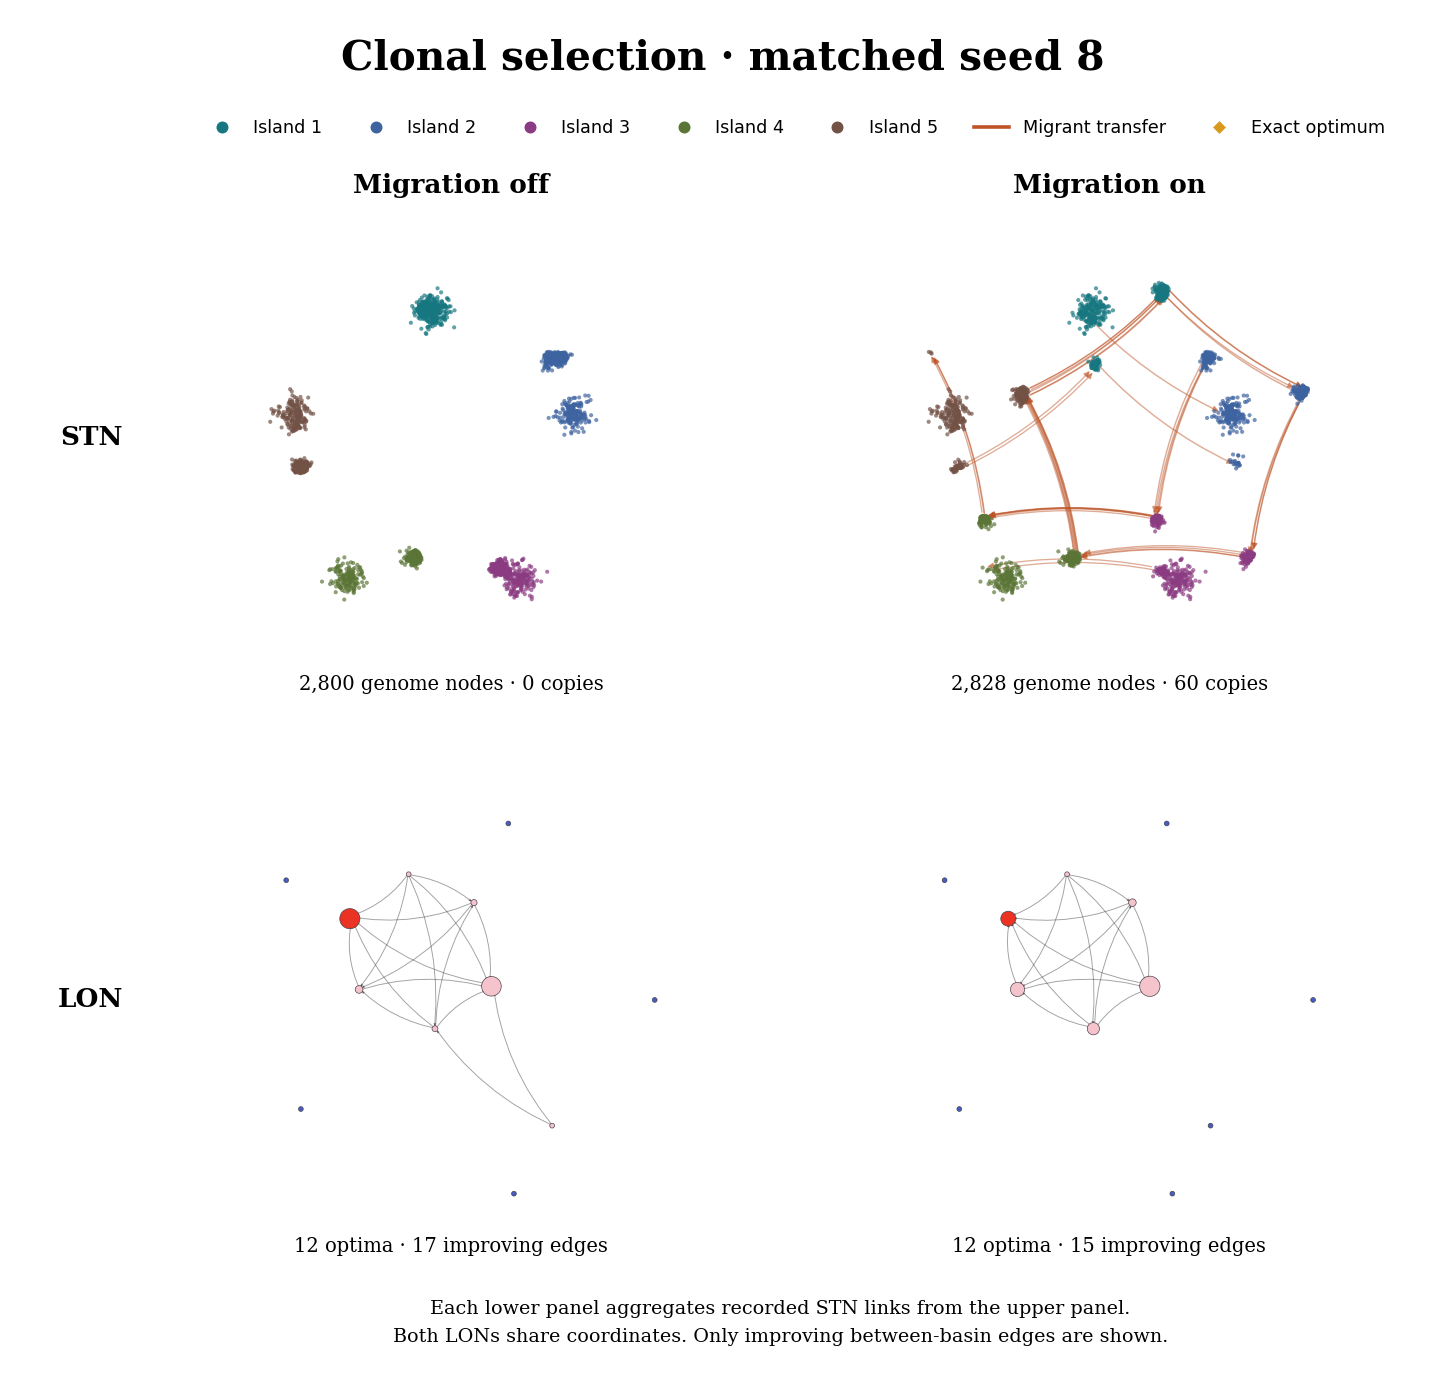 Clonal selection · matched seed 8
Island 1 Island 2 Island 3 Island 4 Island 5 Migrant transfer Exact optimum
Migration off Migration on
STN
2,800 genome nodes · 0 copies 2,828 genome nodes · 60 copies
LON
12 optima · 17 improving edges 12 optima · 15 improving edges
Each lower panel aggregates recorded STN links from the upper panel.
Both LONs share coordinates. Only improving between-basin edges are shown.